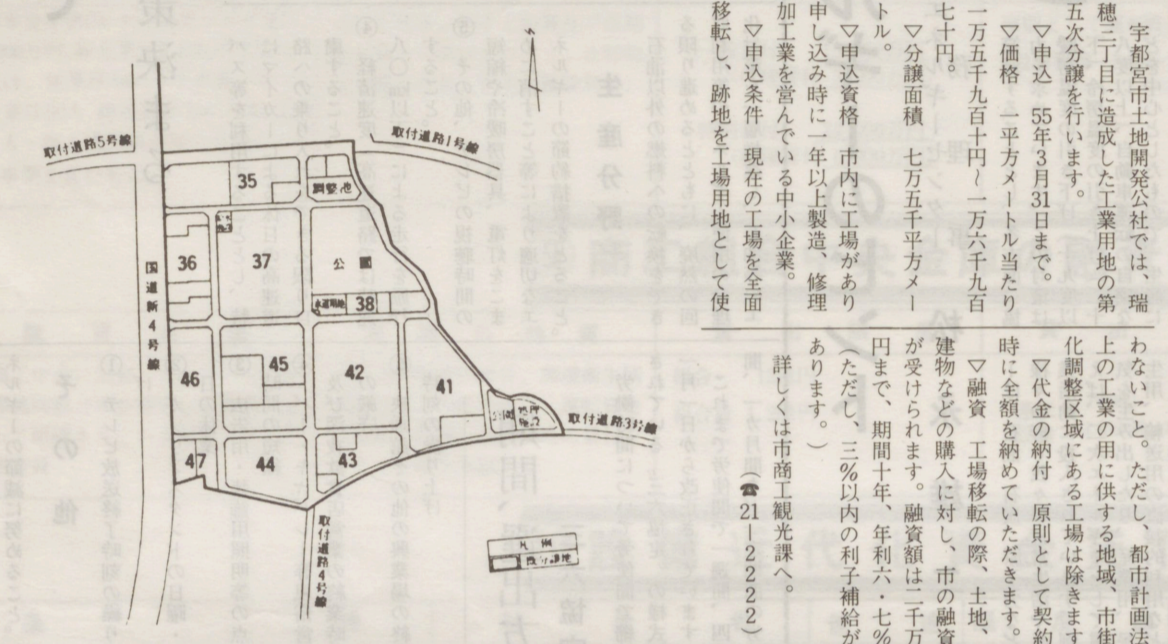 宇都宮市土地開発公社では、瑞
穂三丁目に造成した工業用地の第
五次分譲を行います。
▽申込 55年3月31日まで。
▽価格 一平方メートル当たり
一万五千九百十円〜一万六千九百
七十円。
▽分譲面積 七万五千平方メー
トル。
▽申込資格 市内に工場があり
申し込み時に一年以上製造、修理
加工業を営んでいる中小企業。
▽申込条件 現在の工場を全面
移転し、跡地を工場用地として使
わないこと。ただし、都市計画法
上の工業の用に供する地域、市街
化調整区域にある工場は除きます
▽代金の納付 原則として契約
時に全額を納めていただきます。
▽融資 工場移転の際、土地、
建物などの購入に対し、市の融資
が受けられます。融資額は二千万
円まで、期間十年、年利六・七%
(ただし、三%以内の利子補給が
あります。)
詳しくは市商工観光課へ。
(☎21―2222)
取付道路5号線
取付道路1号線
35
調整池
国道新4号線
36
37
公園
水道用地
38
46
45
42
41
公園
取付道路3号線
47
44
43
取付道路4号線
凡例
既分譲地